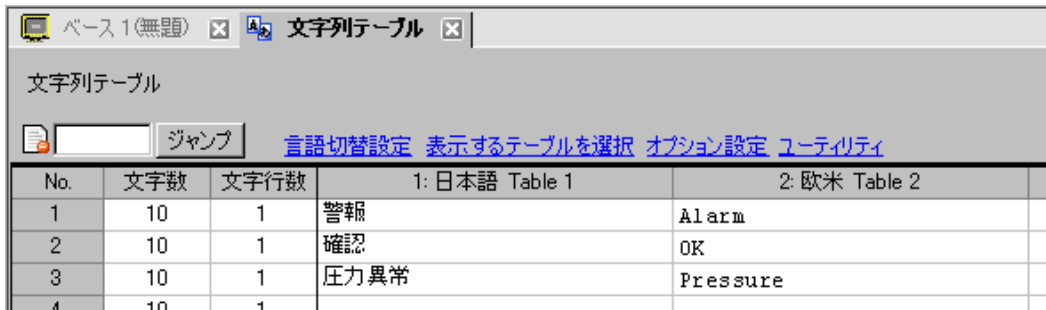 ベース1(無題) 文字列テーブル
文字列テーブル
ジャンプ 言語切替設定 表示するテーブルを選択 オプション設定 ユーティリティ
No. 文字数 文字行数 1: 日本語 Table 1 2: 欧米 Table 2
1 10 1 警報 Alarm
2 10 1 確認 OK
3 10 1 圧力異常 Pressure
4 10 1